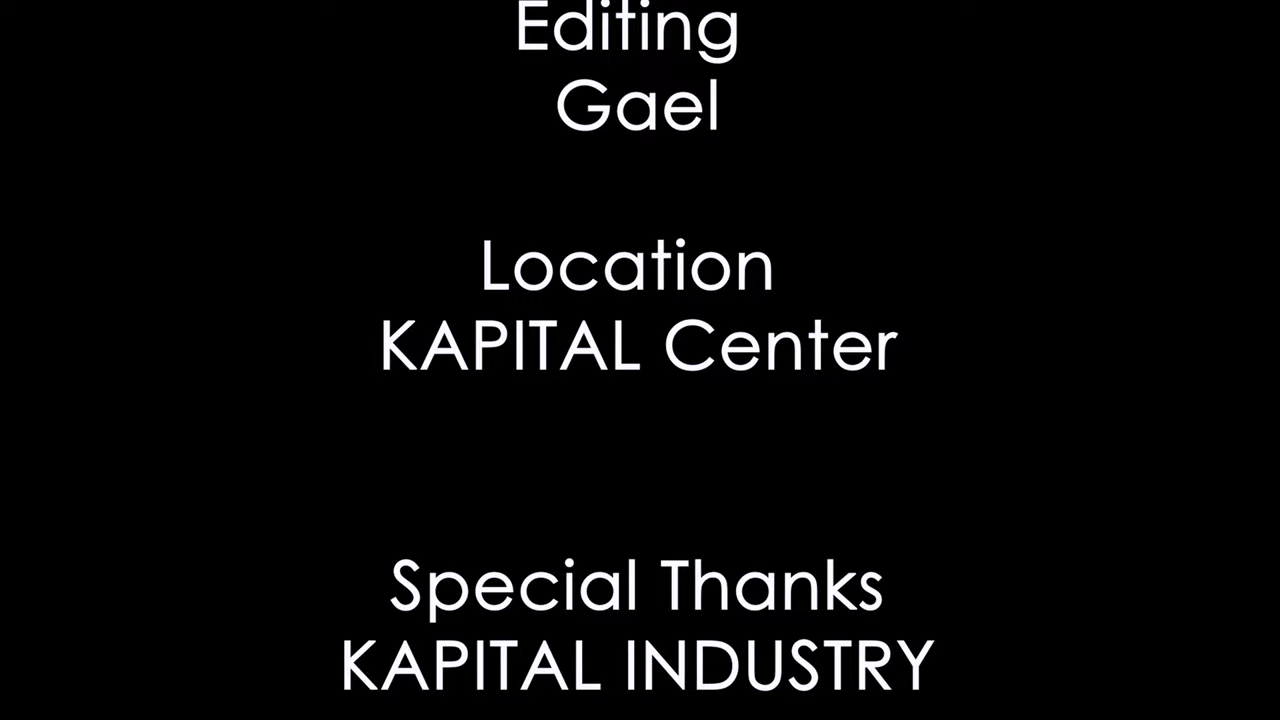 Editing
Gael
Location
KAPITAL Center
Special Thanks
KAPITAL INDUSTRY